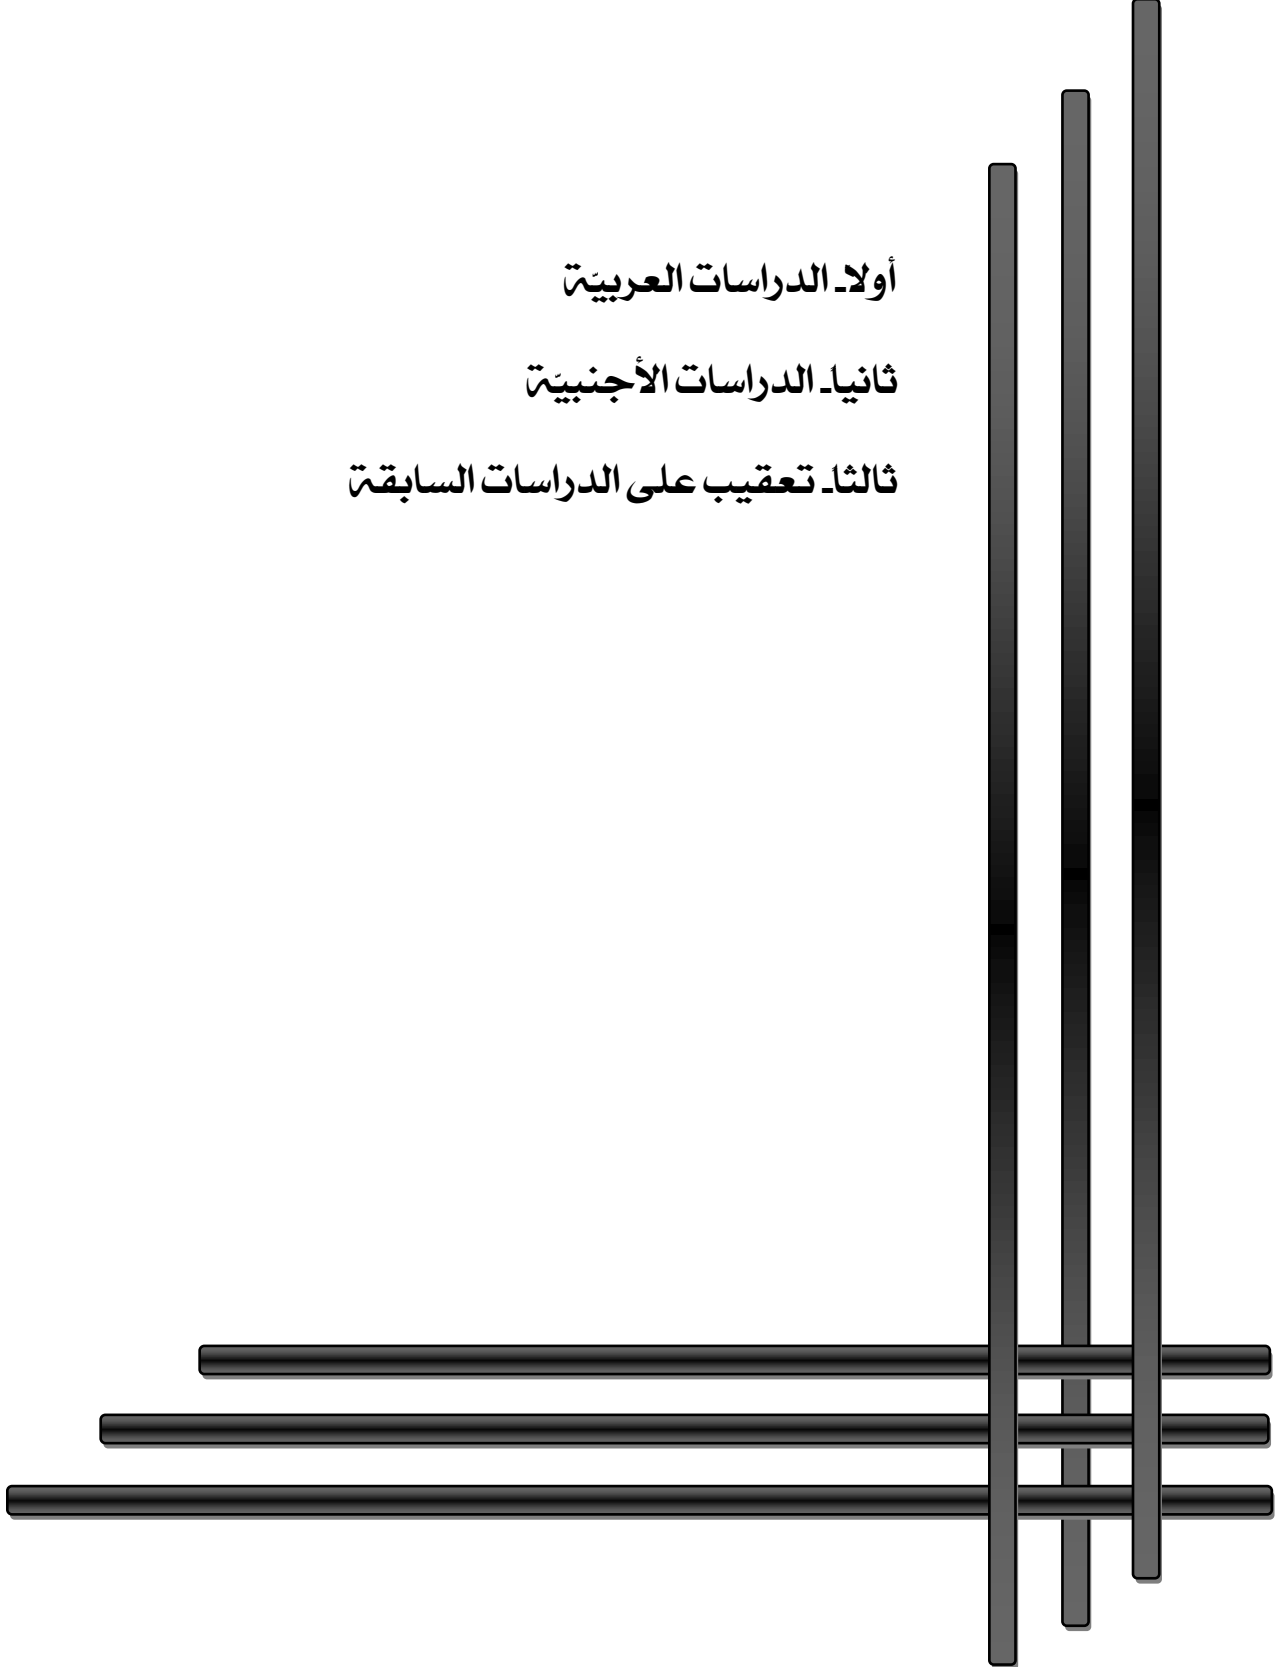 أولاـ الدراسات العربيّة
ثانياـ الدراسات الأجنبيّة
ثالثاـ تعقيب على الدراسات السابقة